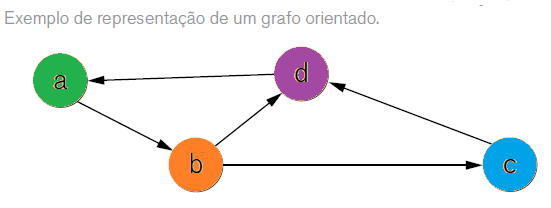 Exemplo de representação de um grafo orientado.
a
d
b
c